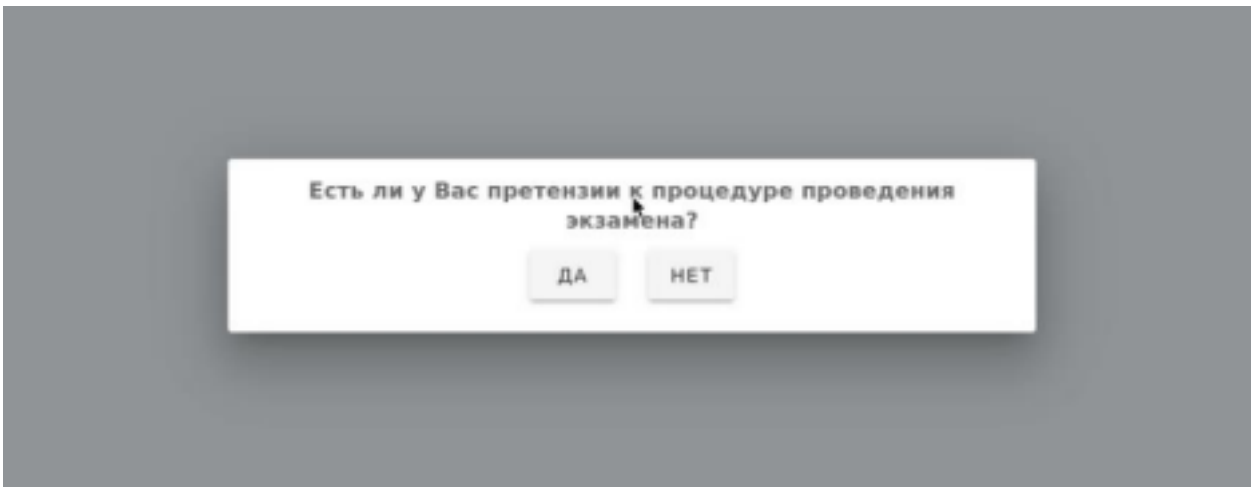 Есть ли у Вас претензии к процедуре проведения
экзамена?
ДА НЕТ